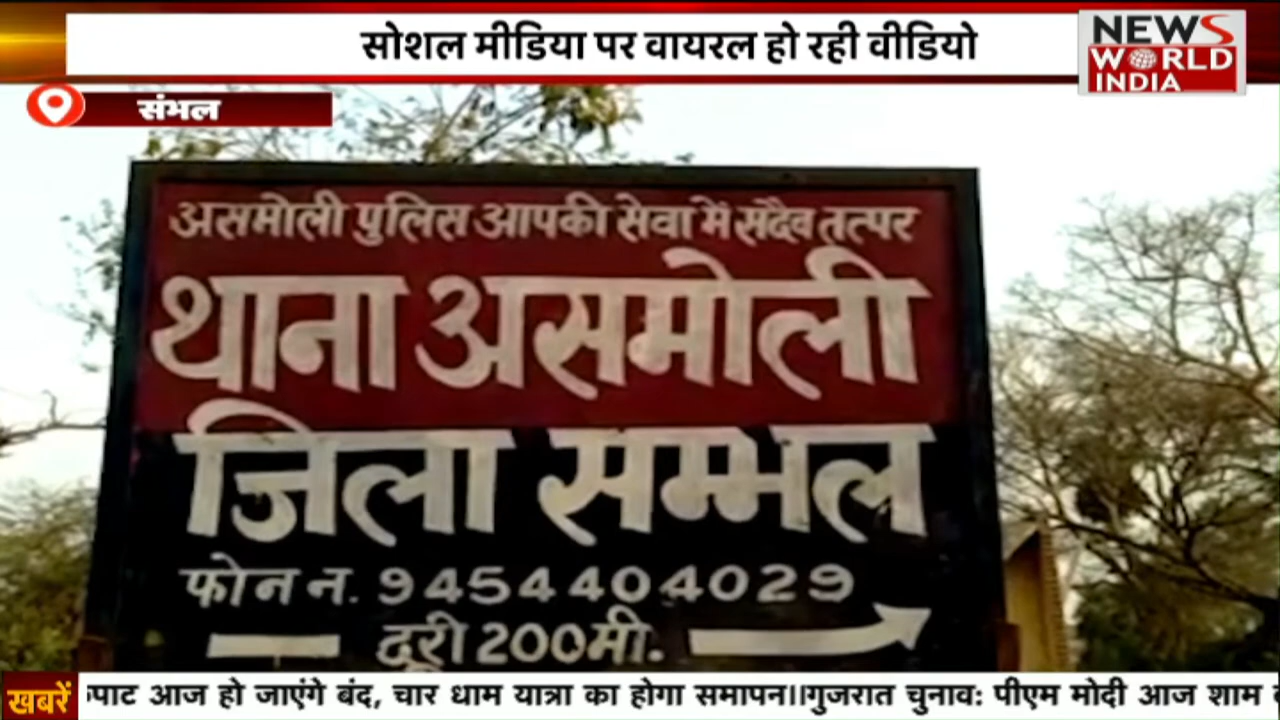 सोशल मीडिया पर वायरल हो रही वीडियो
NEWS
WORLD
INDIA
संभल
असमोली पुलिस आपकी सेवा में सदैव तत्पर
थाना असमोली
जिला सम्भल
फोन न. 9454404029
दूरी 200मी.
खबरें
आज हो जाएंगे बंद, चार धाम यात्रा का होगा समापन॥गुजरात चुनाव: पीएम मोदी आज शाम